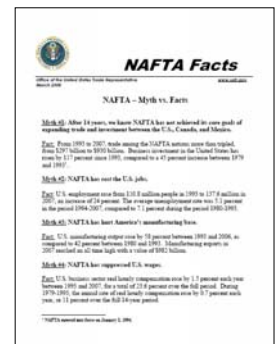 NAFTA Facts
Office of the United States Trade Representative
March 2008
NAFTA – Myth vs. Facts
Myth #1: After 14 years, we know NAFTA has not achieved its core goals of
expanding trade and investment between the U.S., Canada, and Mexico.
Fact: From 1993 to 2007, trade among the NAFTA nations more than tripled,
from $297 billion to $930 billion. Business investment in the United States has
risen by 117 percent since 1993, compared to a 45 percent increase between 1979
and 1993
Myth #2: NAFTA has cost the U.S. jobs.
Fact: U.S. employment rose from 110.8 million people in 1993 to 137.6 million in
2007, an increase of 24 percent. The average unemployment rate was 5.1 percent
in the period 1994-2007, compared to 7.1 percent during the period 1980-1993.
Myth #3: NAFTA has hurt America's manufacturing base.
Fact: U.S. manufacturing output rose by 58 percent between 1993 and 2006, as
compared to 42 percent between 1980 and 1993. Manufacturing exports in
2007 reached an all time high with a value of $982 billion.
Myth #4: NAFTA has suppressed U.S. wages.
Fact: U.S. business sector real hourly compensation rose by 1.5 percent each year
between 1993 and 2007, for a total of 23.6 percent over the full period. During
1979-1993, the annual rate of real hourly compensation rose by 0.7 percent each
year, or 11 percent over the full 14-year period.
NAFTA entered into force on January 1, 1994.